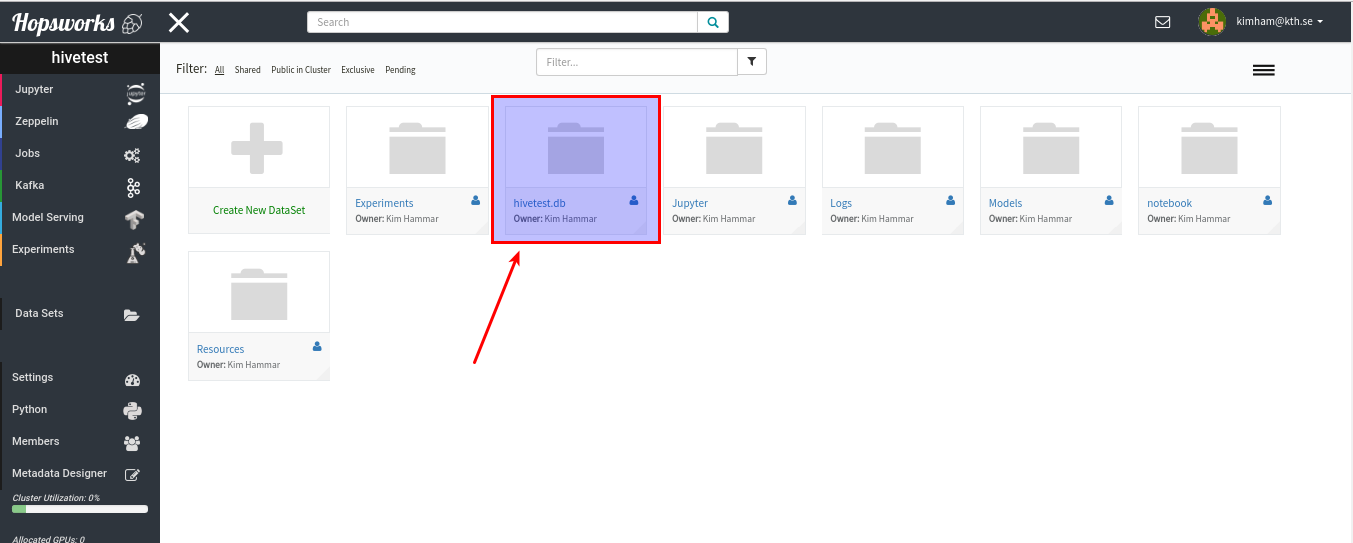 Hopsworks
Search
kimham@kth.se
hivetest
Filter: All Shared Public in Cluster Exclusive Pending
Filter...
Jupyter
Zeppelin
Jobs
Kafka
Model Serving
Experiments
Data Sets
Settings
Python
Members
Metadata Designer
Cluster Utilization: 0%
Allocated GPUs: 0
Create New DataSet
Experiments
Owner: Kim Hammar
hivetest.db
Owner: Kim Hammar
Jupyter
Owner: Kim Hammar
Logs
Owner: Kim Hammar
Models
Owner: Kim Hammar
notebook
Owner: Kim Hammar
Resources
Owner: Kim Hammar